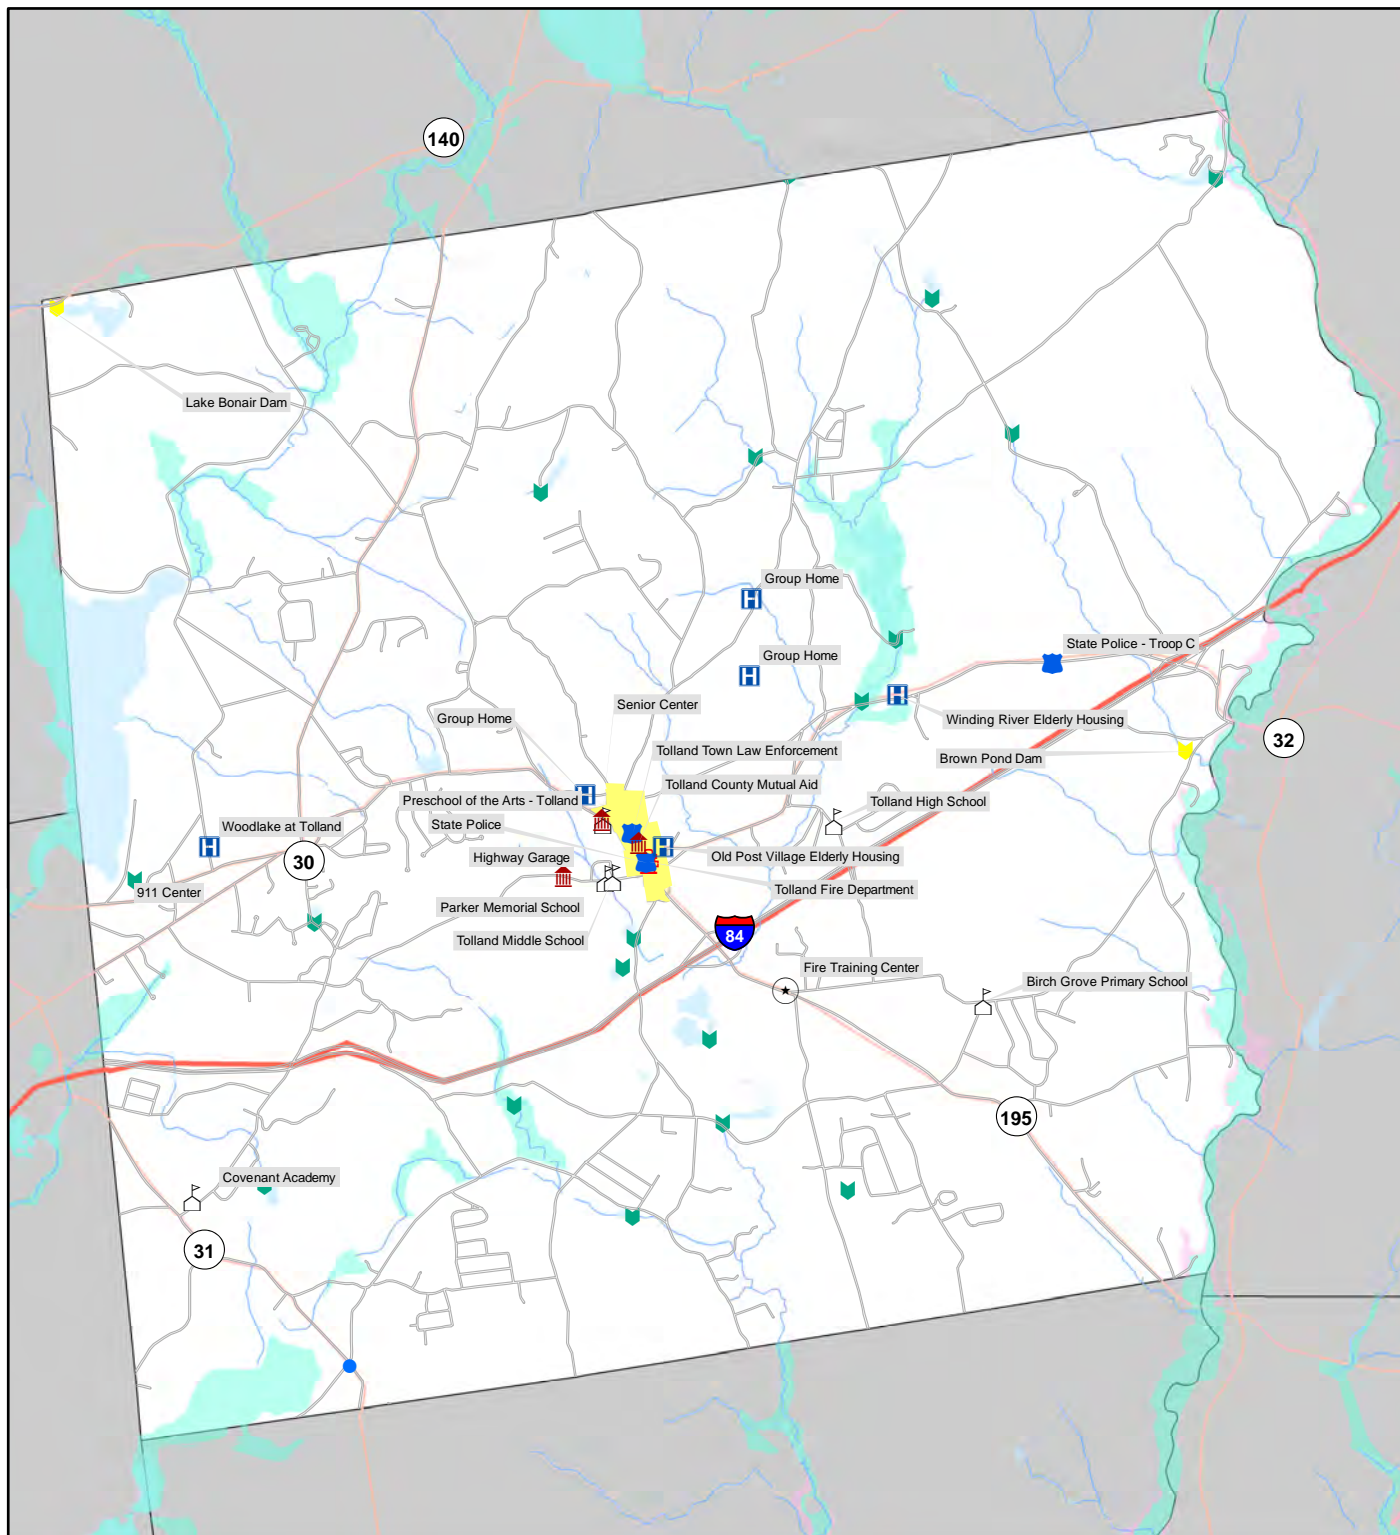 140
Lake Bonair Dam
Group Home
State Police - Troop C
Group Home
Senior Center
Group Home
Winding River Elderly Housing
32
Tolland Town Law Enforcement
Brown Pond Dam
Tolland County Mutual Aid
Preschool of the Arts - Tolland
Tolland High School
State Police
Woodlake at Tolland
Highway Garage
Old Post Village Elderly Housing
30
911 Center
Tolland Fire Department
Parker Memorial School
Tolland Middle School
84
Fire Training Center
Birch Grove Primary School
195
Covenant Academy
31
H
H
H
H
H
H